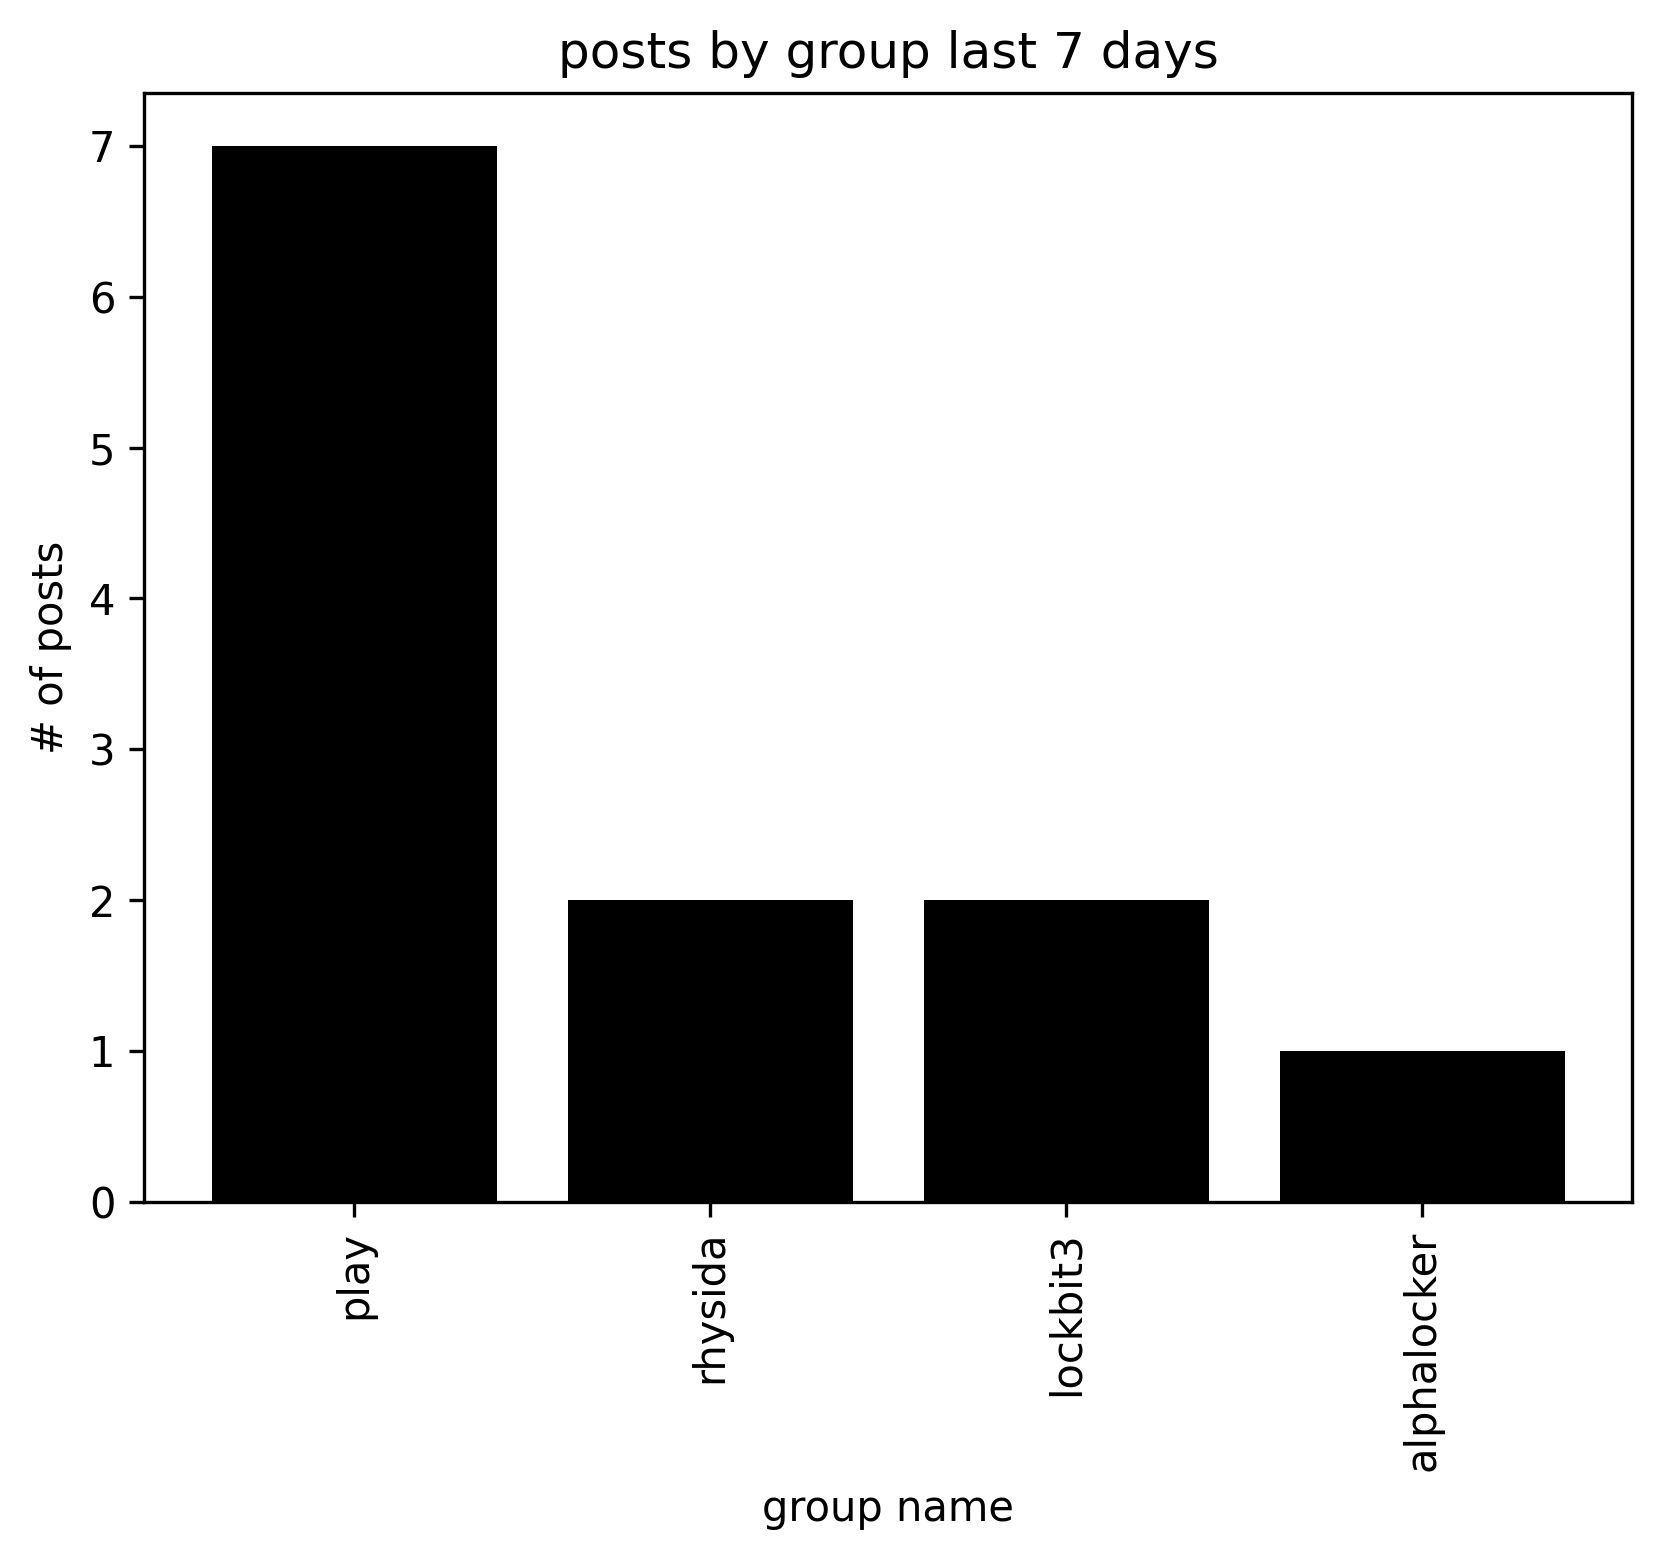 posts by group last 7 days
# of posts
7
6
5
4
3
2
1
0
play
rhysida
lockbit3
alphalocker
group name